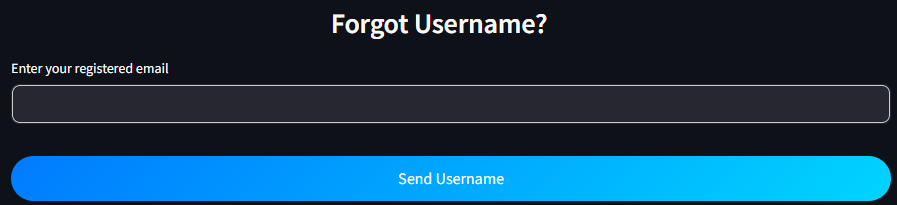 Forgot Username?
Enter your registered email
Send Username